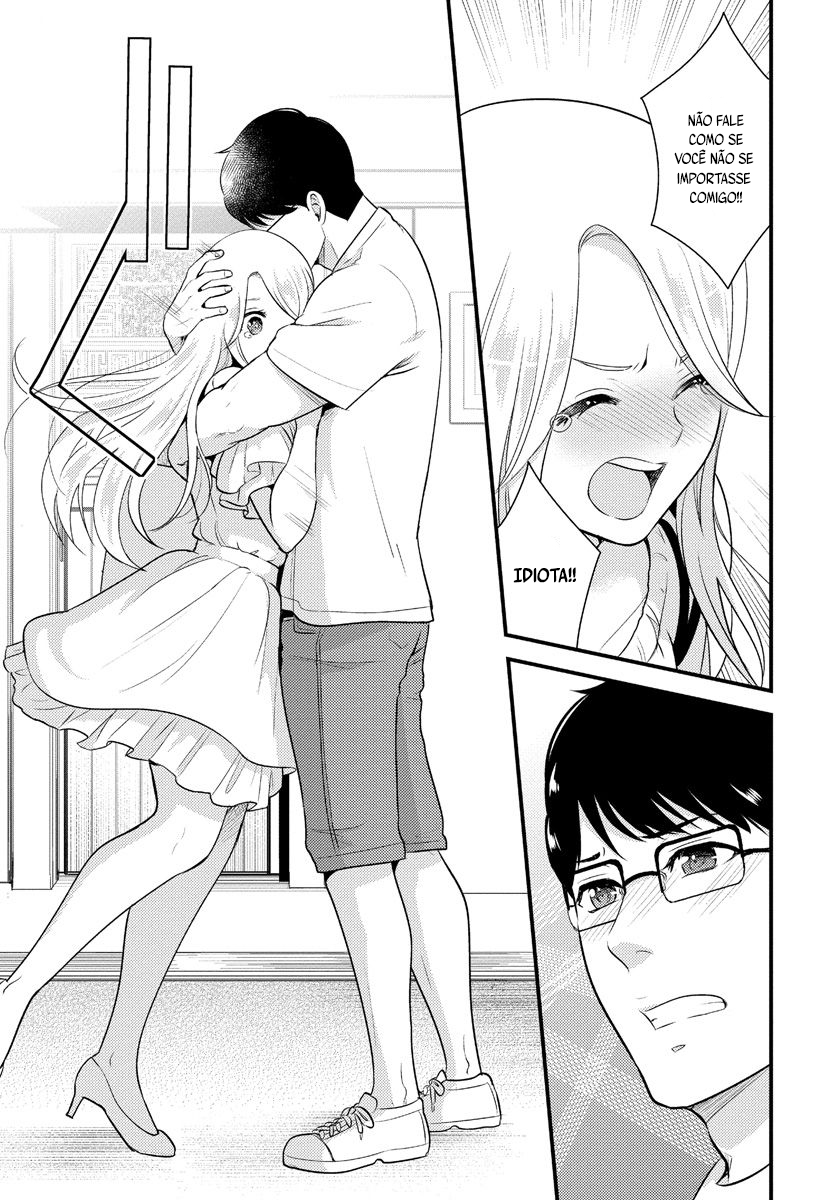 NÃO FALE
COMO SE
VOCÊ NÃO SE
IMPORTASSE
COMIGO!!
IDIOTA!!